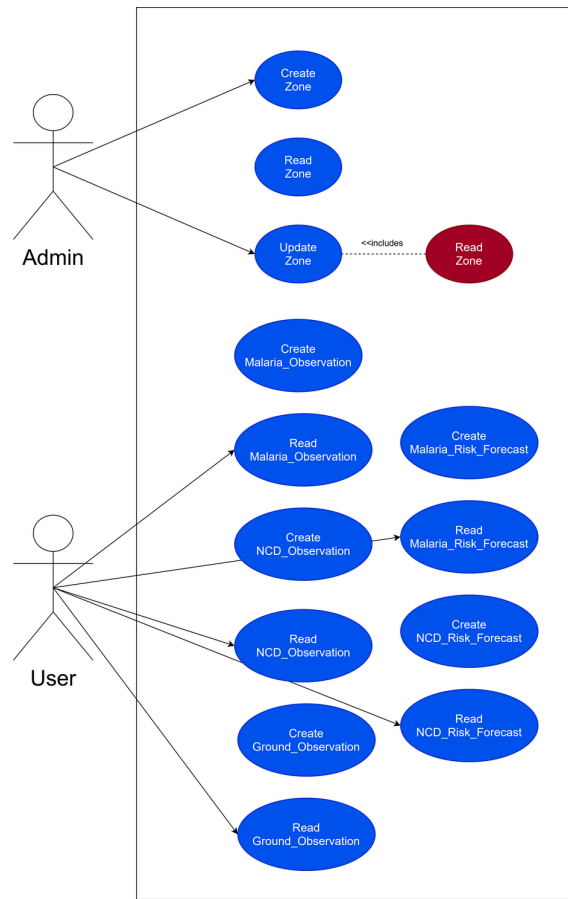 Create
Zone
Read
Zone
Admin
Update
Zone
<<includes
Read
Zone
Create
Malaria_Observation
Read
Malaria_Observation
Create
Malaria_Risk_Forecast
Create
NCD_Observation
Read
Malaria_Risk_Forecast
User
Read
NCD_Observation
Create
NCD_Risk_Forecast
Create
Ground_Observation
Read
NCD_Risk_Forecast
Read
Ground_Observation